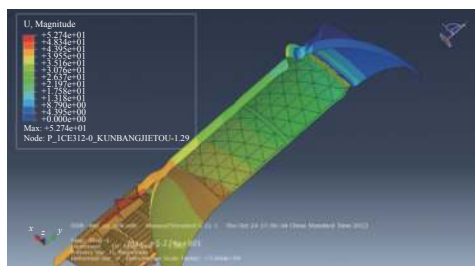 U, Magnitude
+5.274e+01
+4.834e+01
+4.395e+01
+3.955e+01
+3.516e+01
+3.076e+01
+2.637e+01
+2.197e+01
+1.758e+01
+1.318e+01
+8.790e+00
+4.395e+00
+0.000e+00
Max: +5.274e+01
Node: P_ICE312-0_KUNBANGJIETOU-1.29
x
z
y